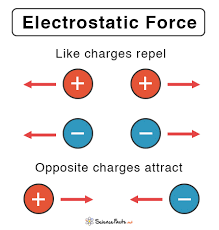 Electrostatic Force
Like charges repel
+ +
− −
Opposite charges attract
+ −
ScienceFacts.net